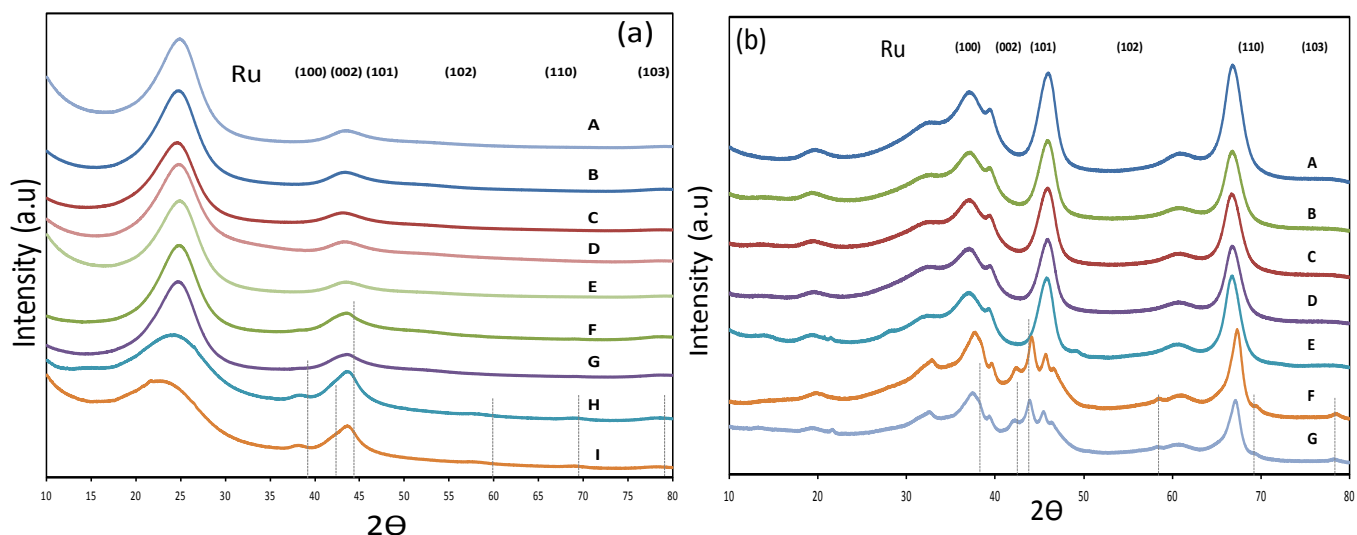 (a)
Ru (100) (002) (101) (102) (110) (103)
A
B
C
D
E
F
G
H
I
Intensity (a.u)
10 15 20 25 30 35 40 45 50 55 60 65 70 75 80
2Θ
(b)
Ru (100) (002) (101) (102) (110) (103)
A
B
C
D
E
F
G
Intensity (a.u)
10 20 30 40 50 60 70 80
2Θ